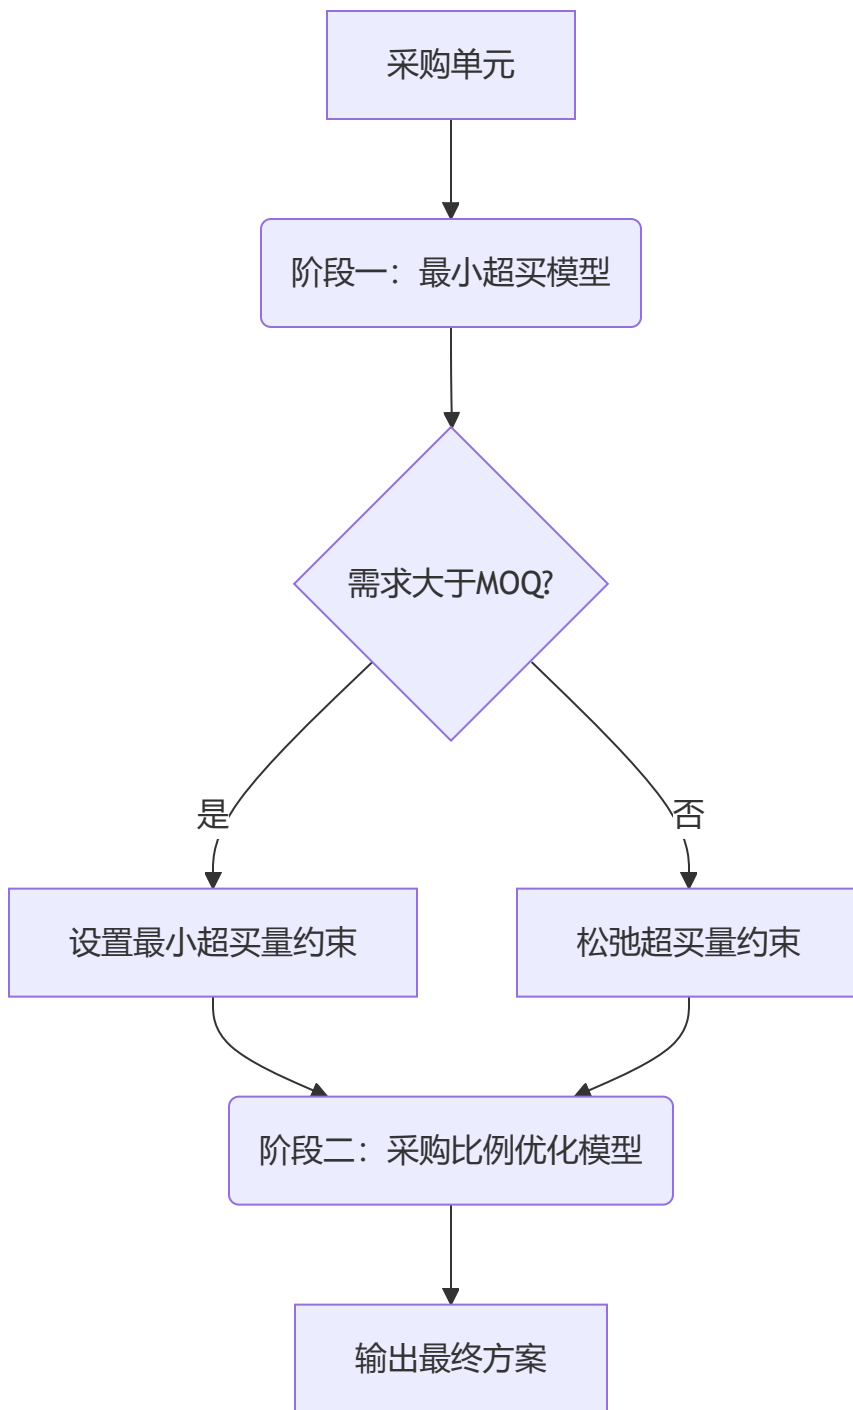 采购单元
阶段一：最小超买模型
需求大于MOQ?
是
否
设置最小超买量约束
松弛超买量约束
阶段二：采购比例优化模型
输出最终方案